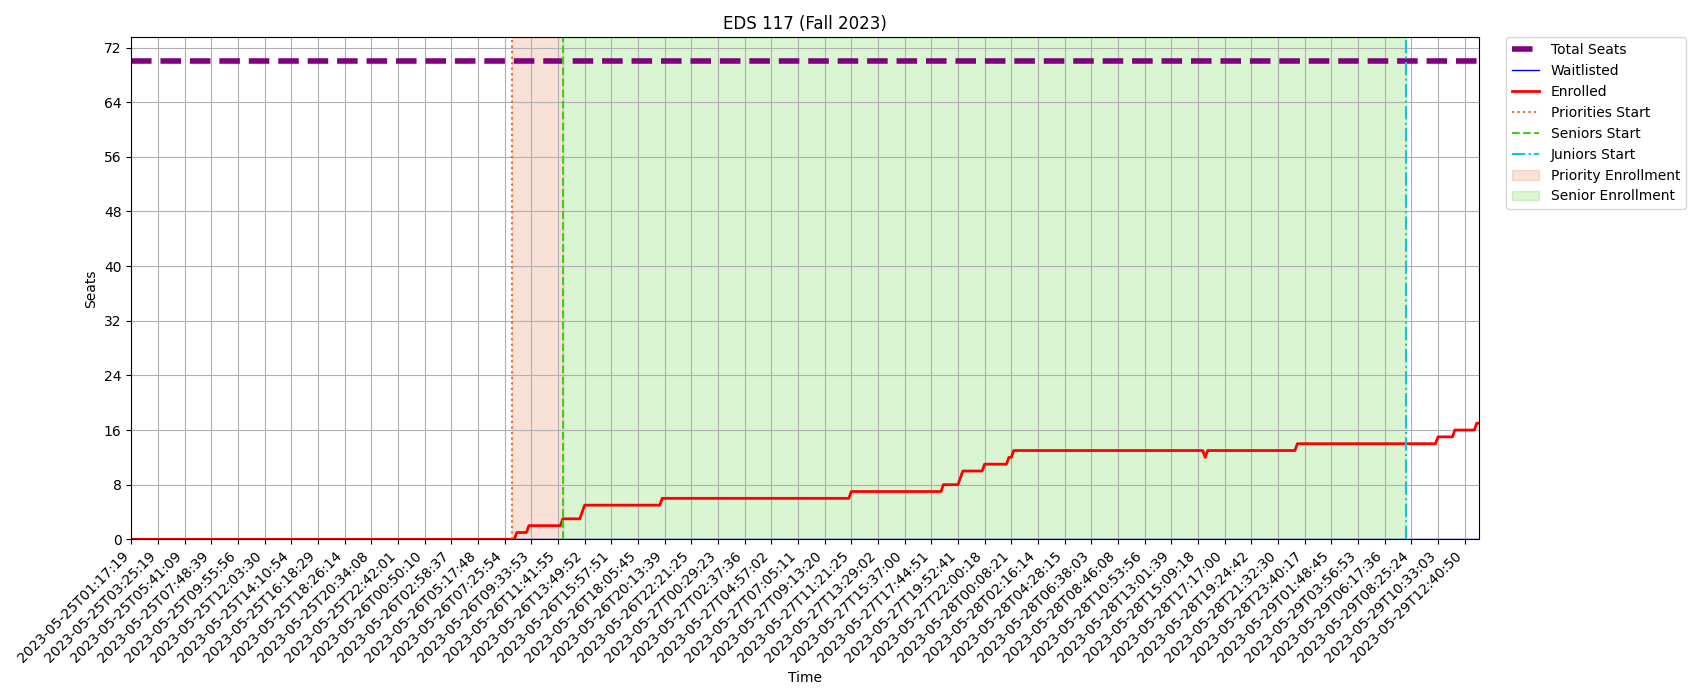 EDS 117 (Fall 2023)
72
64
56
48
40
32
24
16
8
0
Seats
2023-05-25T01:17:19
2023-05-25T03:25:19
2023-05-25T05:41:09
2023-05-25T07:48:39
2023-05-25T09:55:56
2023-05-25T12:03:30
2023-05-25T14:10:54
2023-05-25T16:18:29
2023-05-25T18:26:14
2023-05-25T20:34:08
2023-05-25T22:42:01
2023-05-26T00:50:10
2023-05-26T02:58:37
2023-05-26T05:17:48
2023-05-26T07:25:54
2023-05-26T09:33:53
2023-05-26T11:41:55
2023-05-26T13:49:52
2023-05-26T15:57:51
2023-05-26T18:05:45
2023-05-26T20:13:39
2023-05-26T22:21:25
2023-05-27T00:29:23
2023-05-27T02:37:36
2023-05-27T04:57:02
2023-05-27T07:05:11
2023-05-27T09:13:20
2023-05-27T11:21:25
2023-05-27T13:29:02
2023-05-27T15:37:00
2023-05-27T17:44:51
2023-05-27T19:52:41
2023-05-27T22:00:18
2023-05-28T00:08:21
2023-05-28T02:16:14
2023-05-28T04:28:15
2023-05-28T06:38:03
2023-05-28T08:46:08
2023-05-28T10:53:56
2023-05-28T13:01:39
2023-05-28T15:09:18
2023-05-28T17:17:00
2023-05-28T19:24:42
2023-05-28T21:32:30
2023-05-28T23:40:17
2023-05-29T01:48:45
2023-05-29T03:56:53
2023-05-29T06:17:36
2023-05-29T08:25:24
2023-05-29T10:33:03
2023-05-29T12:40:50
Time
Total Seats
Waitlisted
Enrolled
Priorities Start
Seniors Start
Juniors Start
Priority Enrollment
Senior Enrollment